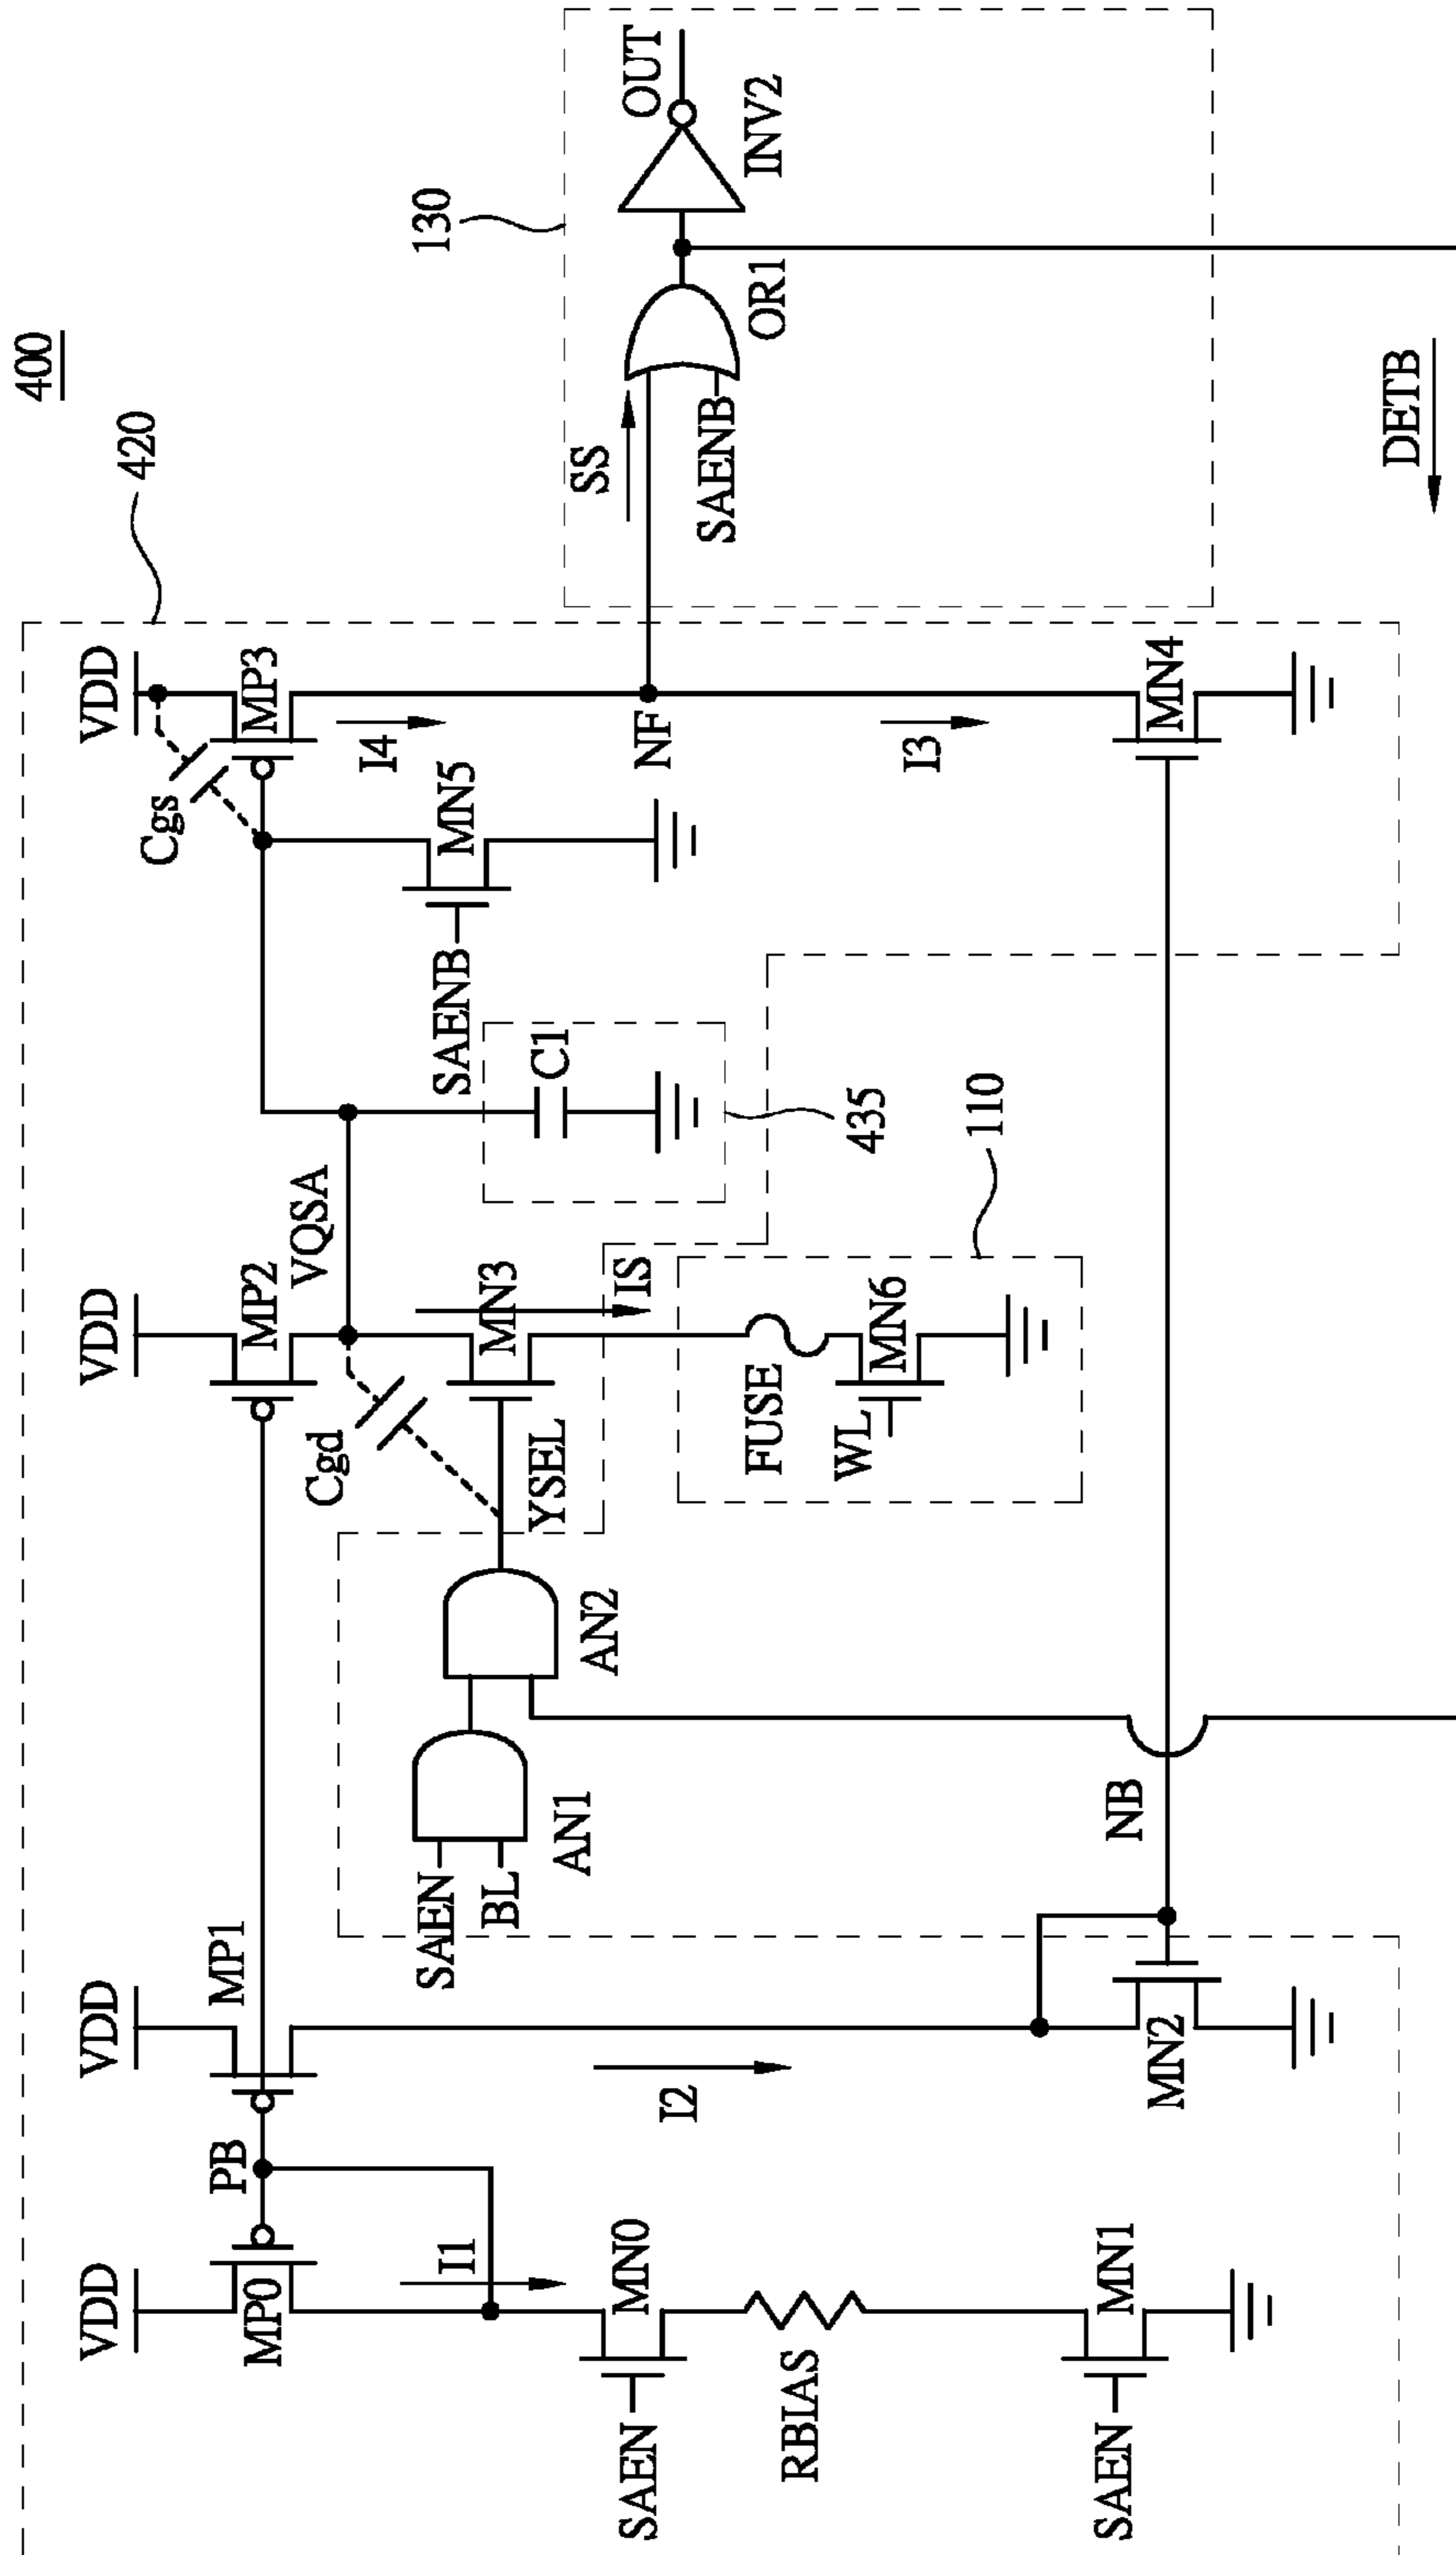 400
420
130
VDD
VDD
VDD
VDD
MP0
PB
MP1
MP2
MP3
Cgs
VQSA
Cgd
I1
I4
SAEN
BL
AN1
AN2
YSEL
MN3
IS
SAENB
MN5
C1
435
NF
SS
SAENB
OR1
INV2
OUT
SAEN
MN0
I2
FUSE
WL
MN6
110
RBIAS
I3
NB
SAEN
MN1
MN2
MN4
DETB